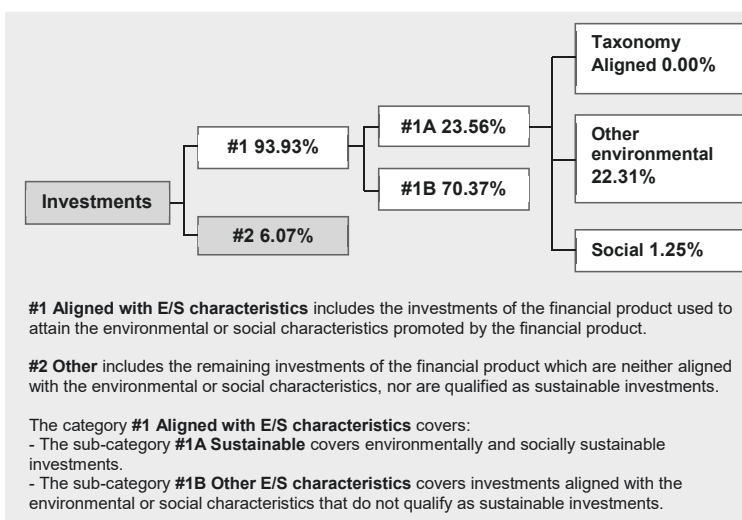 Taxonomy
Aligned 0.00%
#1A 23.56%
#1 93.93%
Other
environmental
22.31%
#1B 70.37%
Investments
#2 6.07%
Social 1.25%
#1 Aligned with E/S characteristics includes the investments of the financial product used to
attain the environmental or social characteristics promoted by the financial product.
#2 Other includes the remaining investments of the financial product which are neither aligned
with the environmental or social characteristics, nor are qualified as sustainable investments.
The category #1 Aligned with E/S characteristics covers:
- The sub-category #1A Sustainable covers environmentally and socially sustainable
investments.
- The sub-category #1B Other E/S characteristics covers investments aligned with the
environmental or social characteristics that do not qualify as sustainable investments.